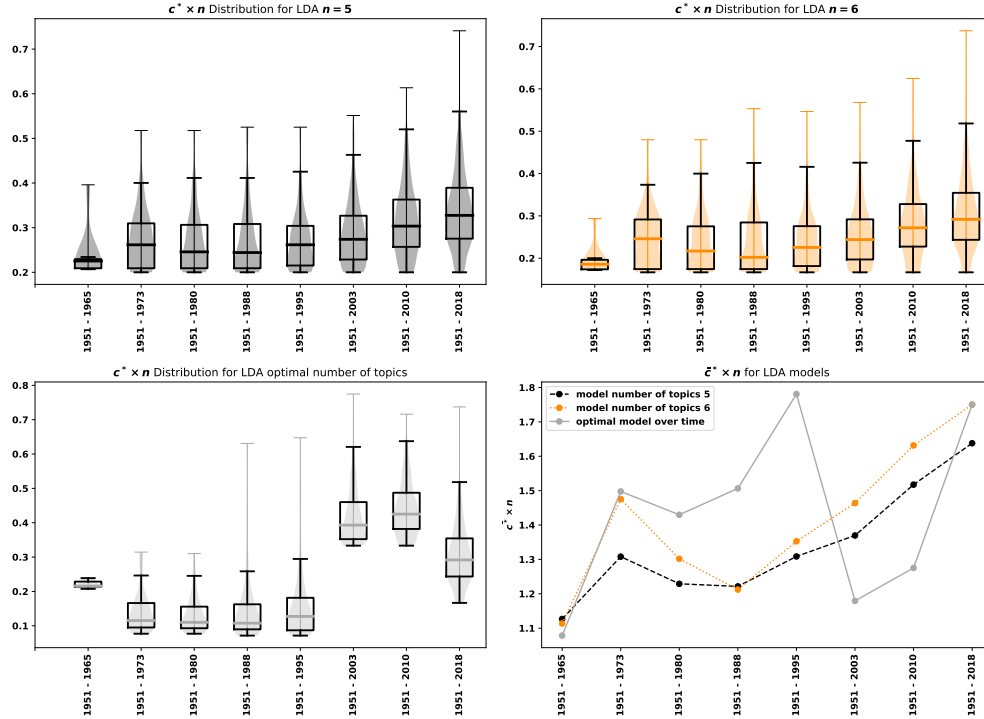 c* × n Distribution for LDA n = 5
0.7
0.6
0.5
0.4
0.3
0.2
1951 - 1965
1951 - 1973
1951 - 1980
1951 - 1988
1951 - 1995
1951 - 2003
1951 - 2010
1951 - 2018
c* × n Distribution for LDA n = 6
0.7
0.6
0.5
0.4
0.3
0.2
1951 - 1965
1951 - 1973
1951 - 1980
1951 - 1988
1951 - 1995
1951 - 2003
1951 - 2010
1951 - 2018
c* × n Distribution for LDA optimal number of topics
0.8
0.7
0.6
0.5
0.4
0.3
0.2
0.1
1951 - 1965
1951 - 1973
1951 - 1980
1951 - 1988
1951 - 1995
1951 - 2003
1951 - 2010
1951 - 2018
c̄* × n for LDA models
model number of topics 5
model number of topics 6
optimal model over time
c̄* × n
1.8
1.7
1.6
1.5
1.4
1.3
1.2
1.1
1951 - 1965
1951 - 1973
1951 - 1980
1951 - 1988
1951 - 1995
1951 - 2003
1951 - 2010
1951 - 2018